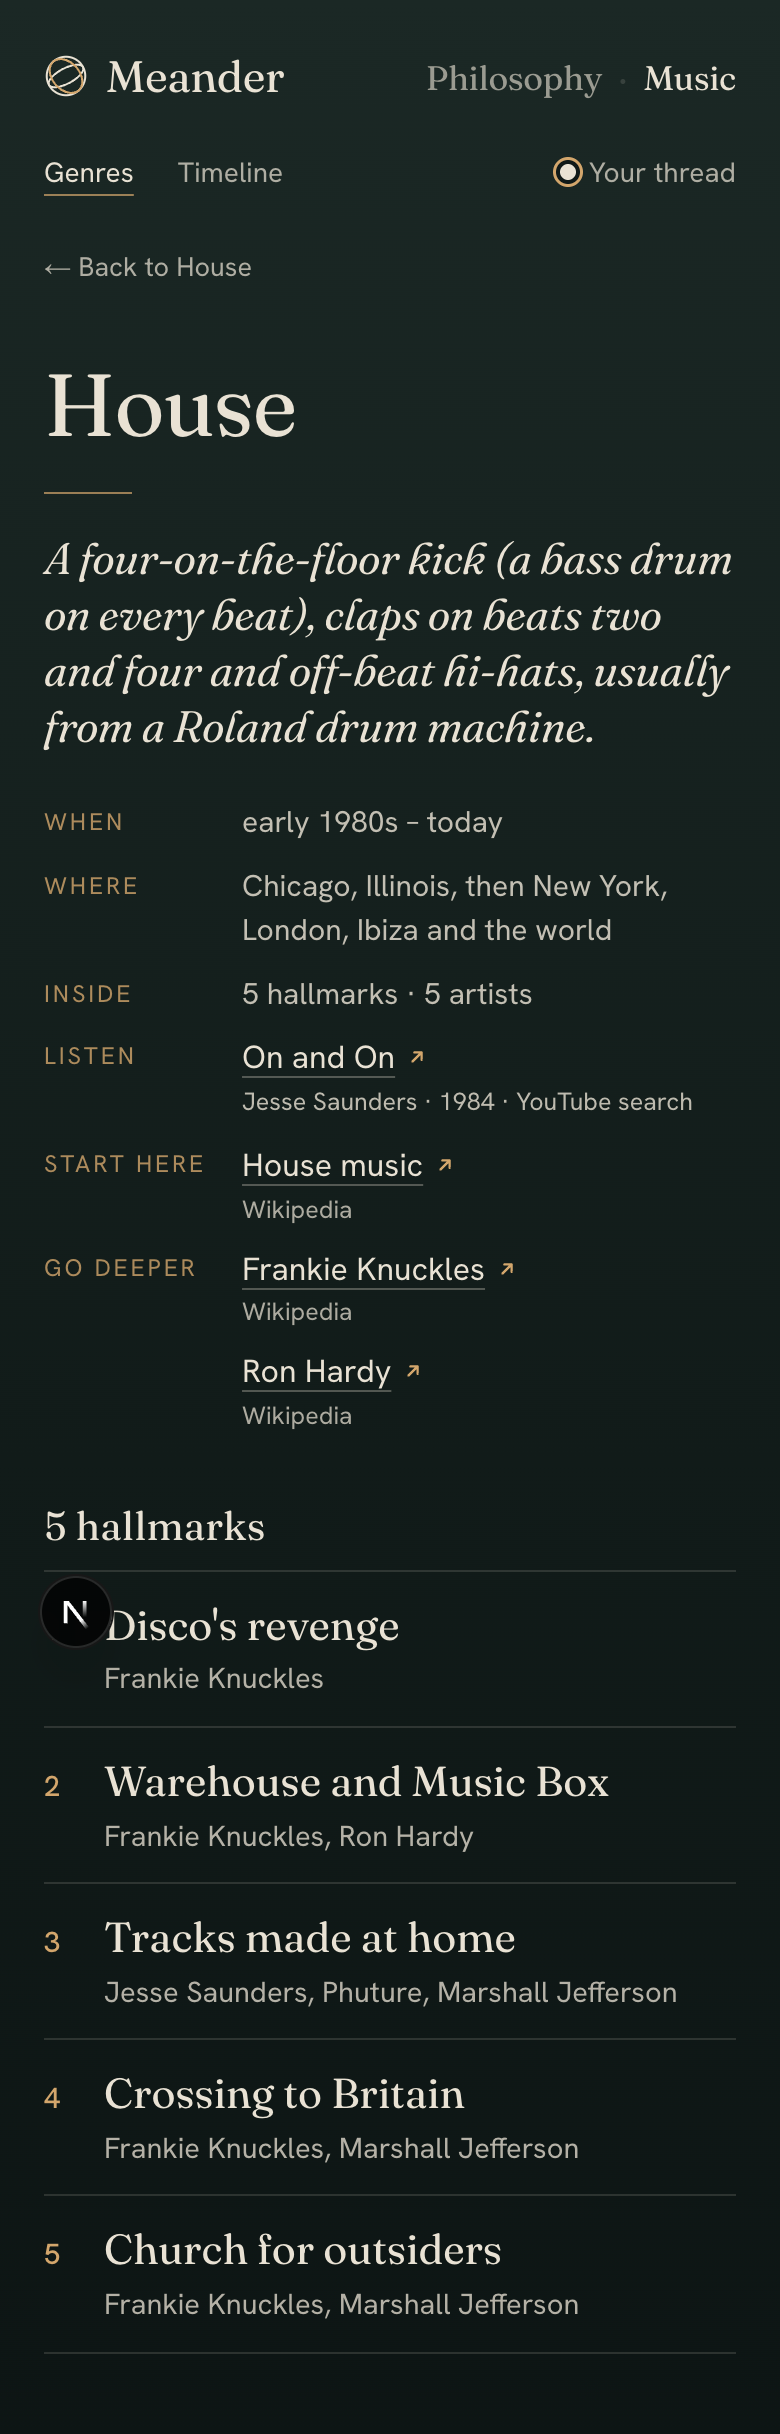 Meander
Philosophy · Music
Genres Timeline
Your thread
← Back to House
House
A four-on-the-floor kick (a bass drum
on every beat), claps on beats two
and four and off-beat hi-hats, usually
from a Roland drum machine.
WHEN
early 1980s – today
WHERE
Chicago, Illinois, then New York,
London, Ibiza and the world
INSIDE
5 hallmarks · 5 artists
LISTEN
On and On ↗
Jesse Saunders · 1984 · YouTube search
START HERE
House music ↗
Wikipedia
GO DEEPER
Frankie Knuckles ↗
Wikipedia
Ron Hardy ↗
Wikipedia
5 hallmarks
N
Disco's revenge
Frankie Knuckles
2 Warehouse and Music Box
Frankie Knuckles, Ron Hardy
3 Tracks made at home
Jesse Saunders, Phuture, Marshall Jefferson
4 Crossing to Britain
Frankie Knuckles, Marshall Jefferson
5 Church for outsiders
Frankie Knuckles, Marshall Jefferson